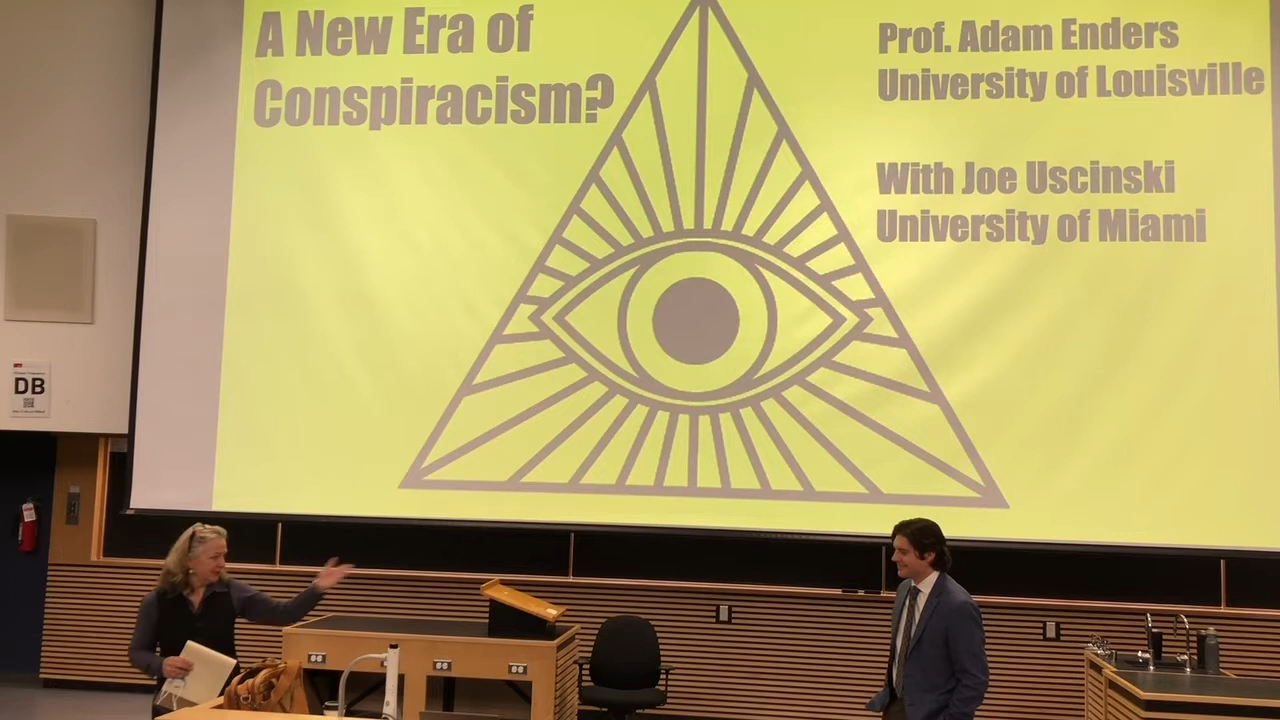 A New Era of
Conspiracism?
Prof. Adam Enders
University of Louisville
With Joe Uscinski
University of Miami
DB